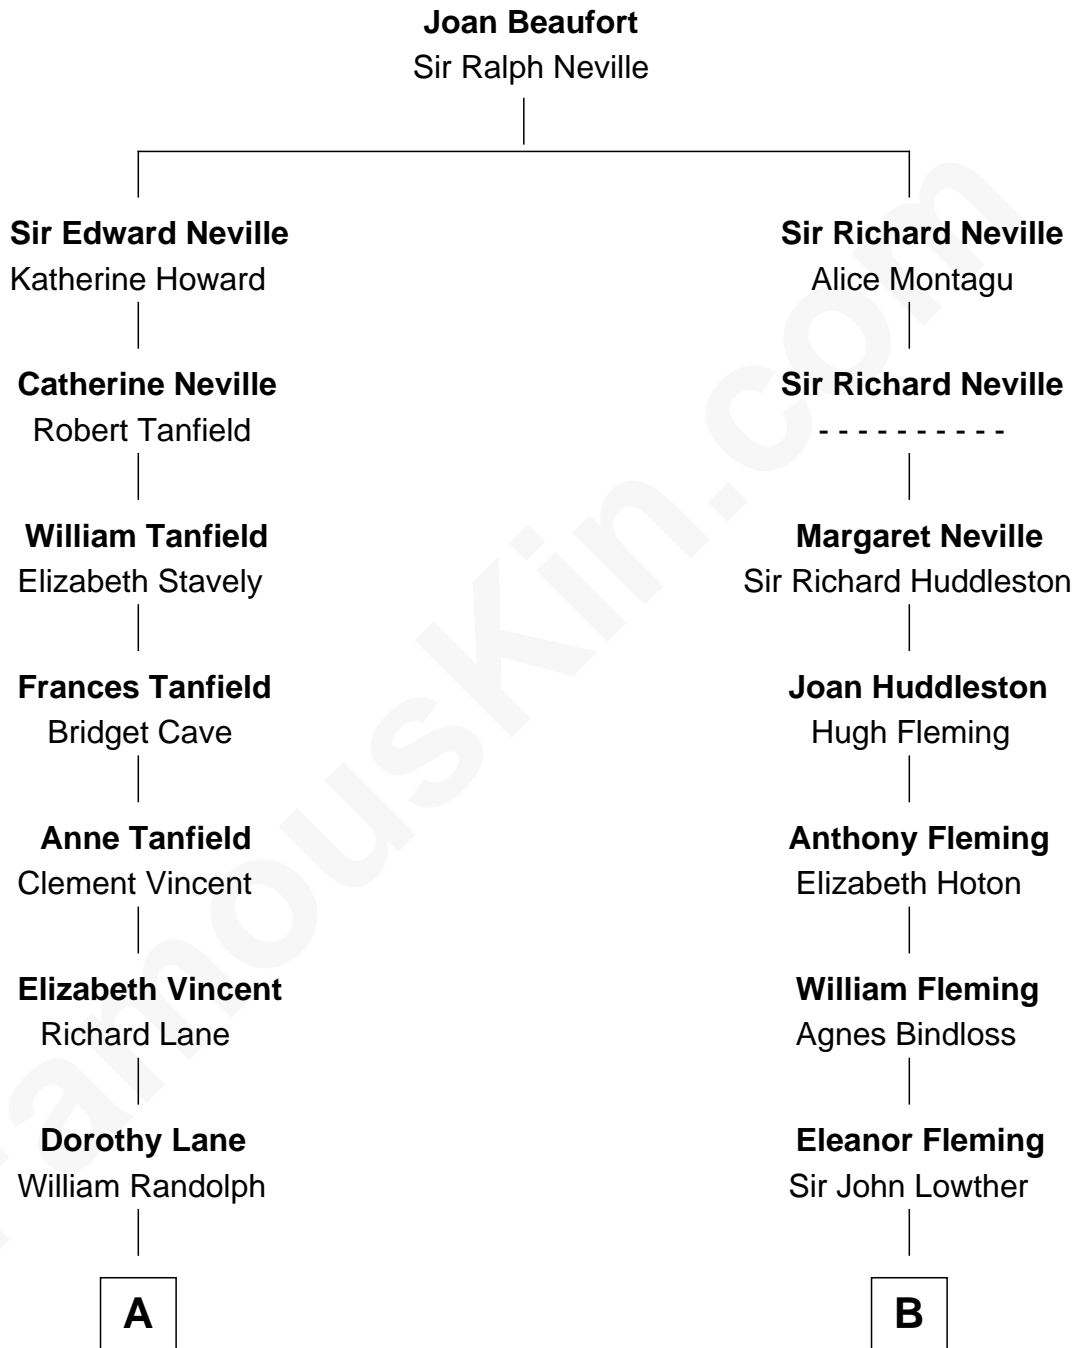 Joan Beaufort
Sir Ralph Neville
Sir Edward Neville
Katherine Howard
Sir Richard Neville
Alice Montagu
Catherine Neville
Robert Tanfield
Sir Richard Neville
- - - - - - - - - -
William Tanfield
Elizabeth Stavely
Margaret Neville
Sir Richard Huddleston
Frances Tanfield
Bridget Cave
Joan Huddleston
Hugh Fleming
Anne Tanfield
Clement Vincent
Anthony Fleming
Elizabeth Hoton
Elizabeth Vincent
Richard Lane
William Fleming
Agnes Bindloss
Dorothy Lane
William Randolph
Eleanor Fleming
Sir John Lowther
A
B
FamousKin.com